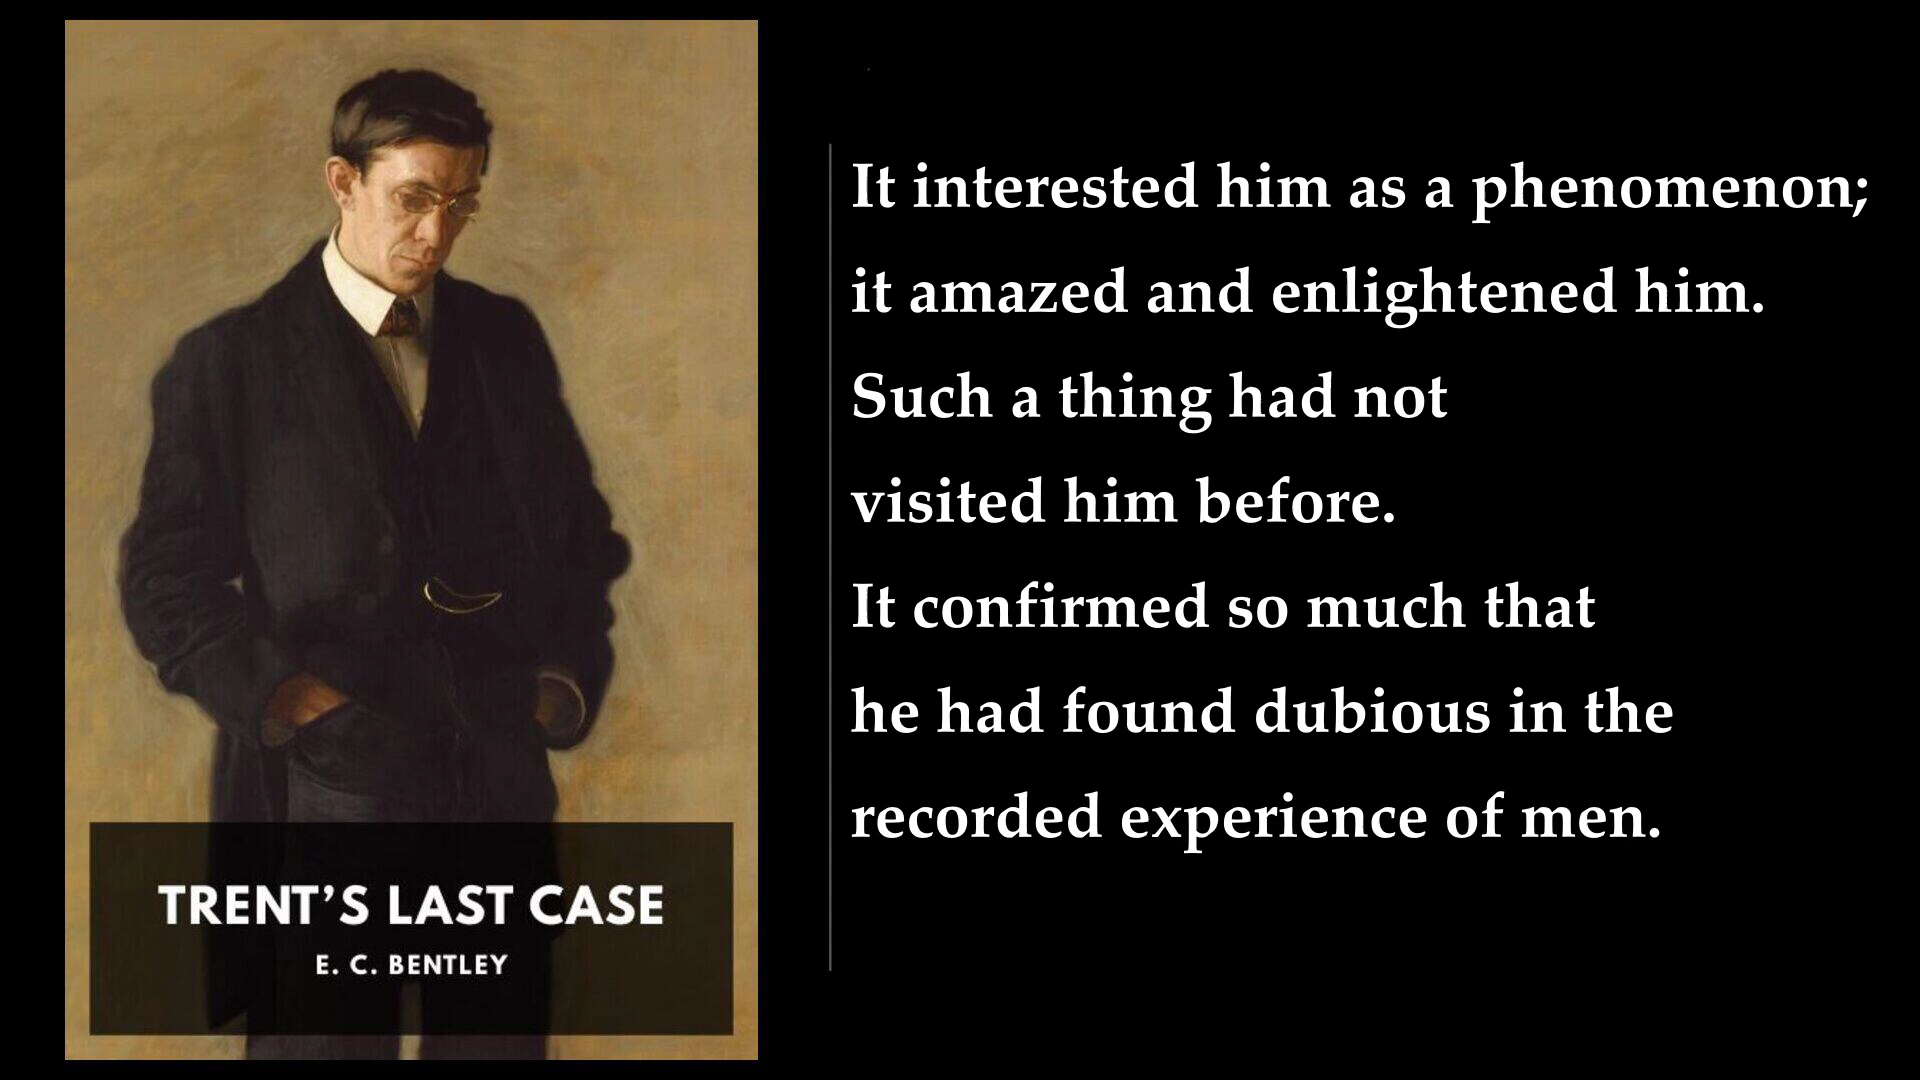 TRENT’S LAST CASE
E. C. BENTLEY
It interested him as a phenomenon;
it amazed and enlightened him.
Such a thing had not
visited him before.
It confirmed so much that
he had found dubious in the
recorded experience of men.